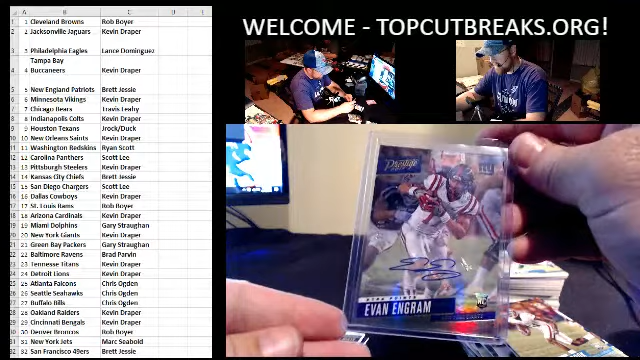 WELCOME - TOPCUTBREAKS.ORG!
A B C D E
1 Cleveland Browns Rob Boyer
2 Jacksonville Jaguars Kevin Draper
3 Philadelphia Eagles Lance Dominguez
Tampa Bay
4 Buccaneers Kevin Draper
5 New England Patriots Brett Jessie
6 Minnesota Vikings Kevin Draper
7 Chicago Bears Travis Leahy
8 Indianapolis Colts Kevin Draper
9 Houston Texans Jrock/Duck
10 New Orleans Saints Kevin Draper
11 Washington Redskins Ryan Scott
12 Carolina Panthers Scott Lee
13 Pittsburgh Steelers Kevin Draper
14 Kansas City Chiefs Brett Jessie
15 San Diego Chargers Scott Lee
16 Dallas Cowboys Kevin Draper
17 St. Louis Rams Rob Boyer
18 Arizona Cardinals Kevin Draper
19 Miami Dolphins Gary Straughan
20 New York Giants Kevin Draper
21 Green Bay Packers Gary Straughan
22 Baltimore Ravens Brad Parvin
23 Tennesse Titans Kevin Draper
24 Detroit Lions Kevin Draper
25 Atlanta Falcons Chris Ogden
26 Seattle Seahawks Chris Ogden
27 Buffalo Bills Chris Ogden
28 Oakland Raiders Kevin Draper
29 Cincinnati Bengals Kevin Draper
30 Denver Broncos Rob Boyer
31 New York Jets Marc Seabold
32 San Francisco 49ers Brett Jessie
Prestige
XTRA POINTS
EVAN ENGRAM
RC